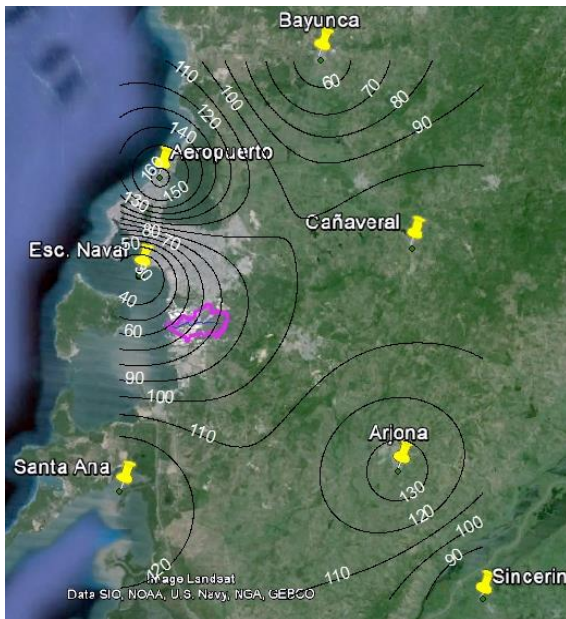 Bayunca
110
120
100
60
70
80
90
140
Aeropuerto
160
150
130
80
Cañaveral
50
70
Esc. Naval
30
40
60
90
100
110
Arjona
Santa Ana
130
120
100
90
120
110
Sincerin
Image Landsat
Data SIO, NOAA, U.S. Navy, NGA, GEBCO